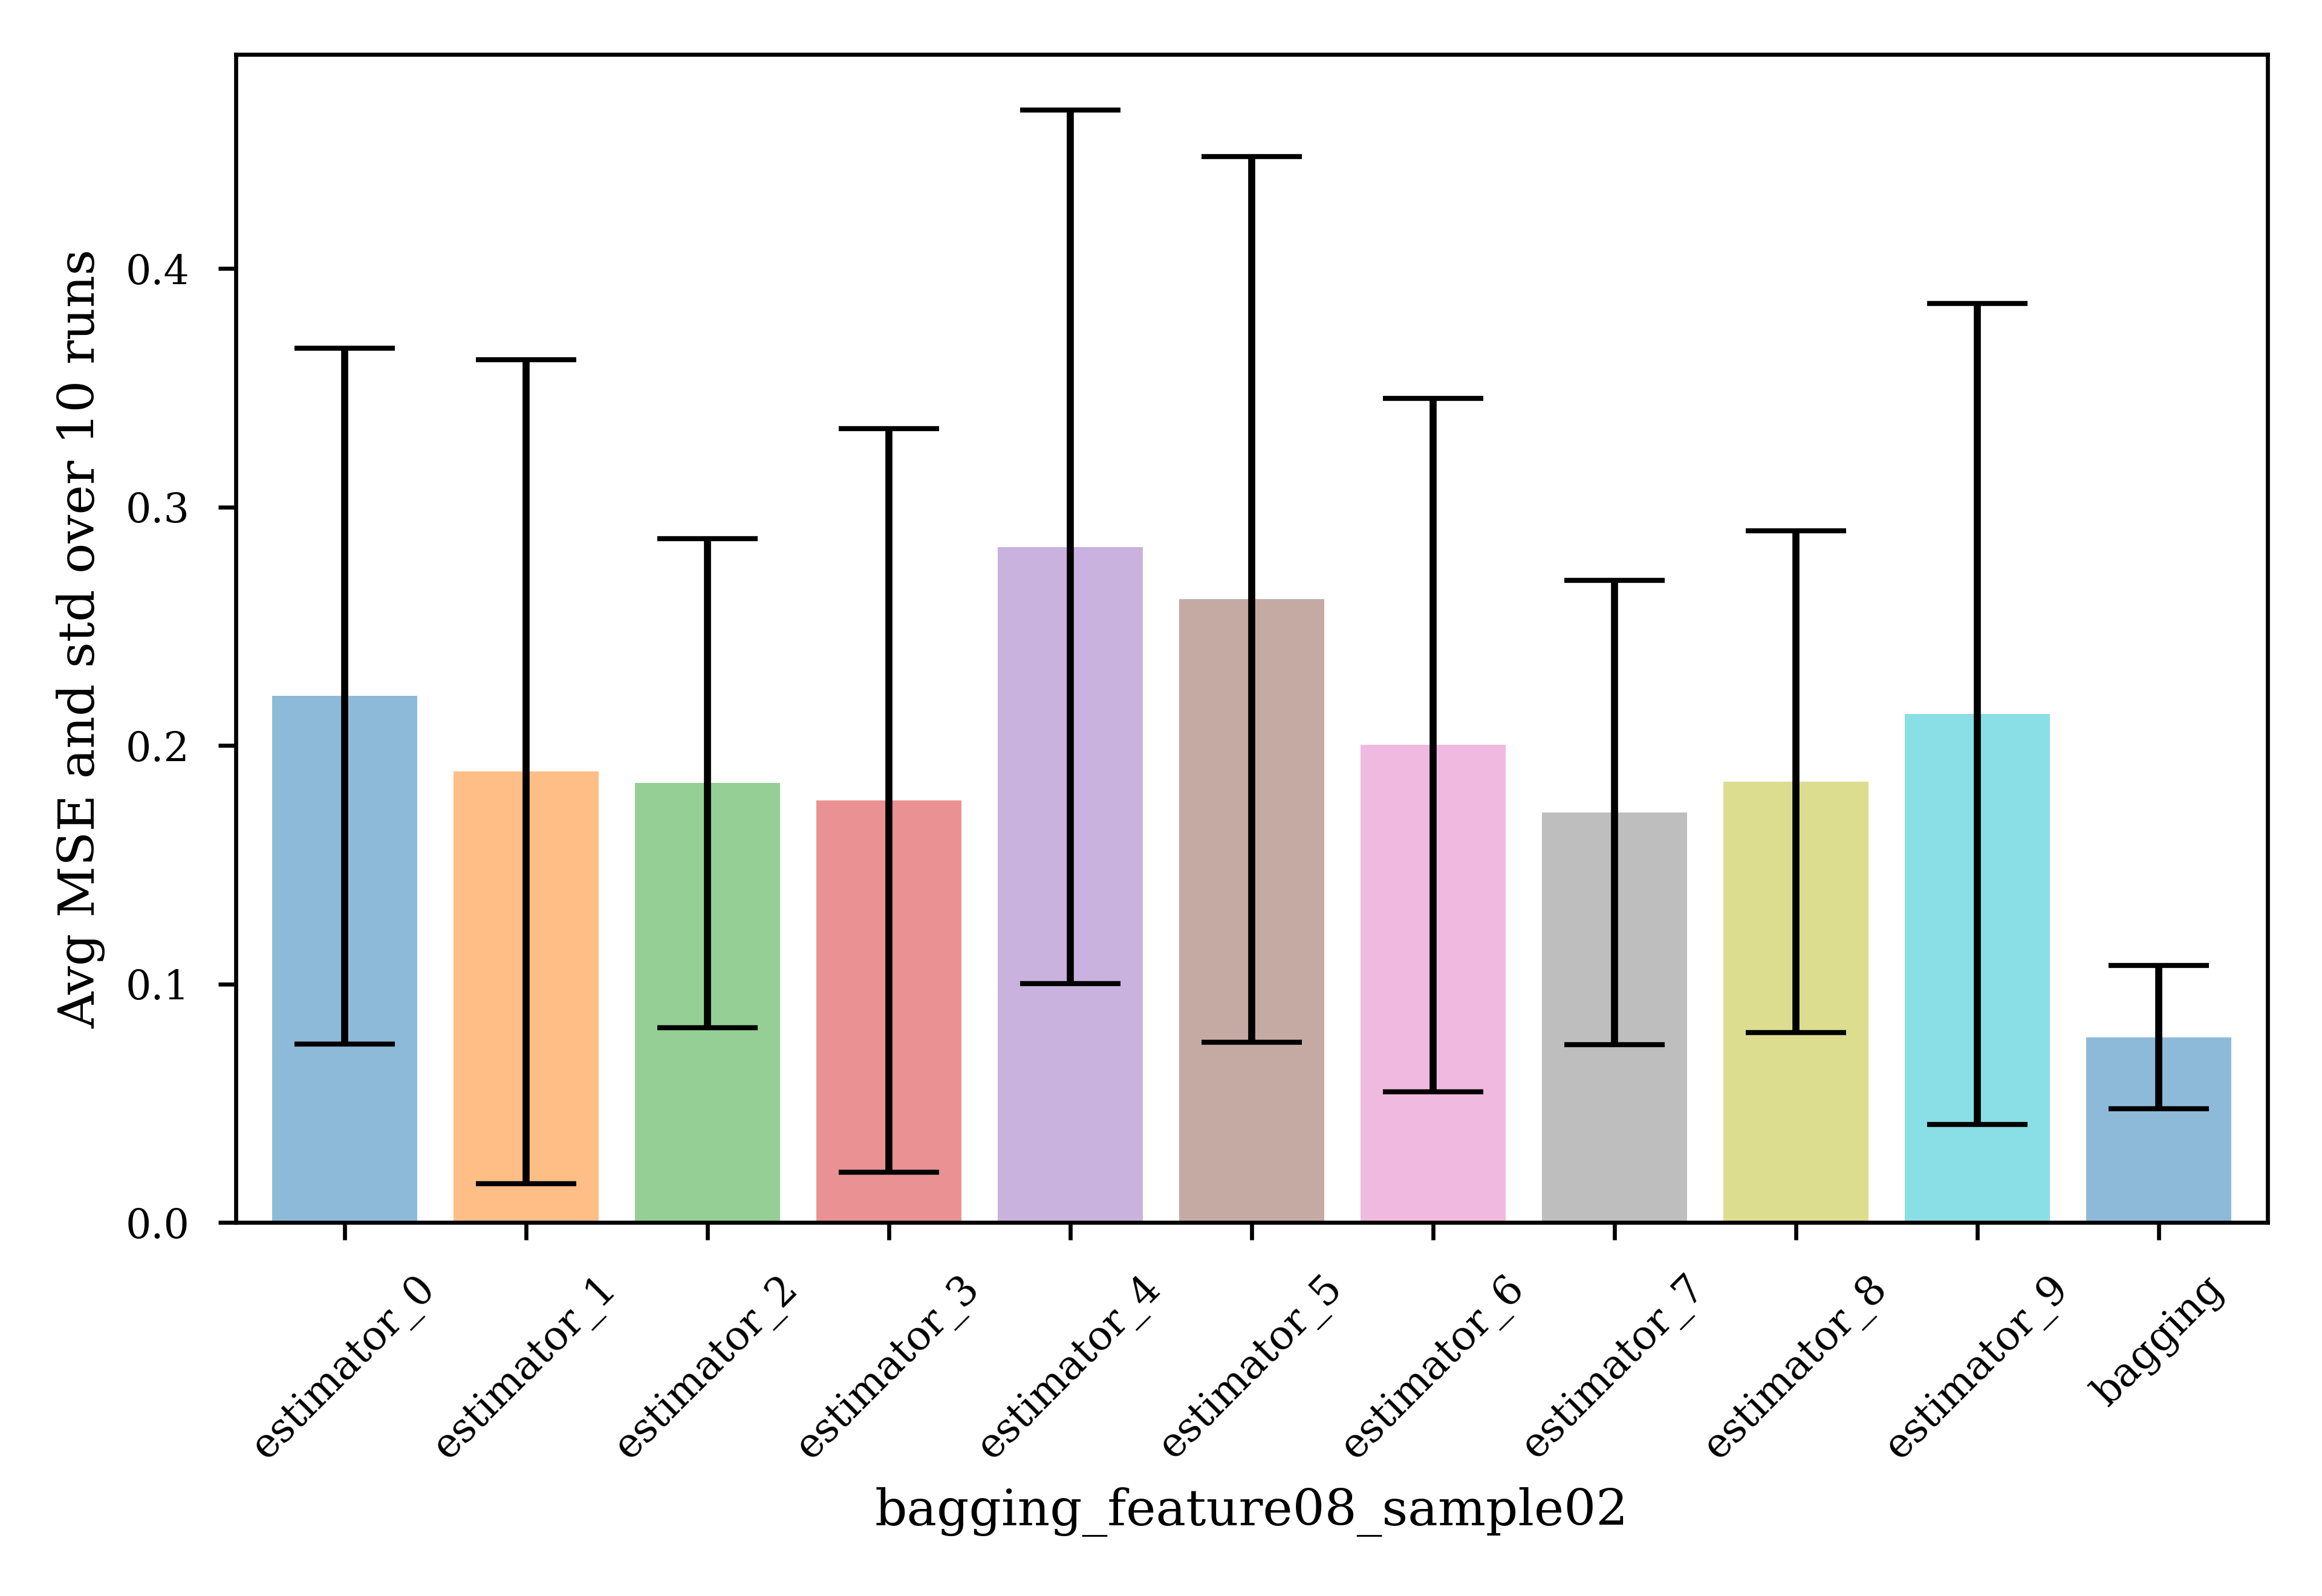 Avg MSE and std over 10 runs
0.4
0.3
0.2
0.1
0.0
estimator_0
estimator_1
estimator_2
estimator_3
estimator_4
estimator_5
estimator_6
estimator_7
estimator_8
estimator_9
bagging
bagging_feature08_sample02